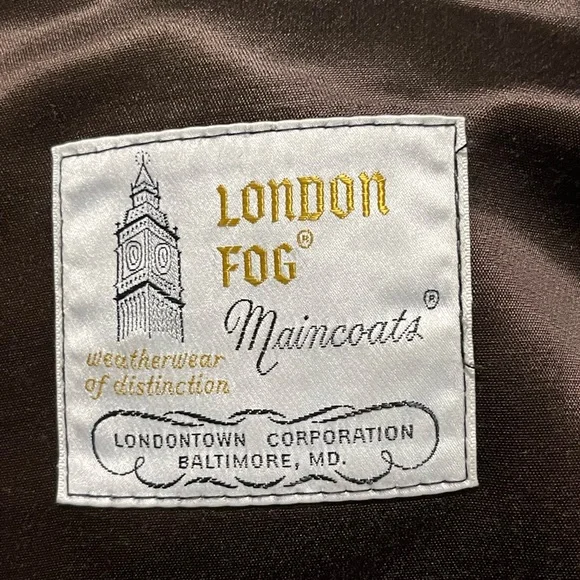 LONDON
FOG®
Maincoats®
weatherwear
of distinction
LONDONTOWN CORPORATION
BALTIMORE, MD.